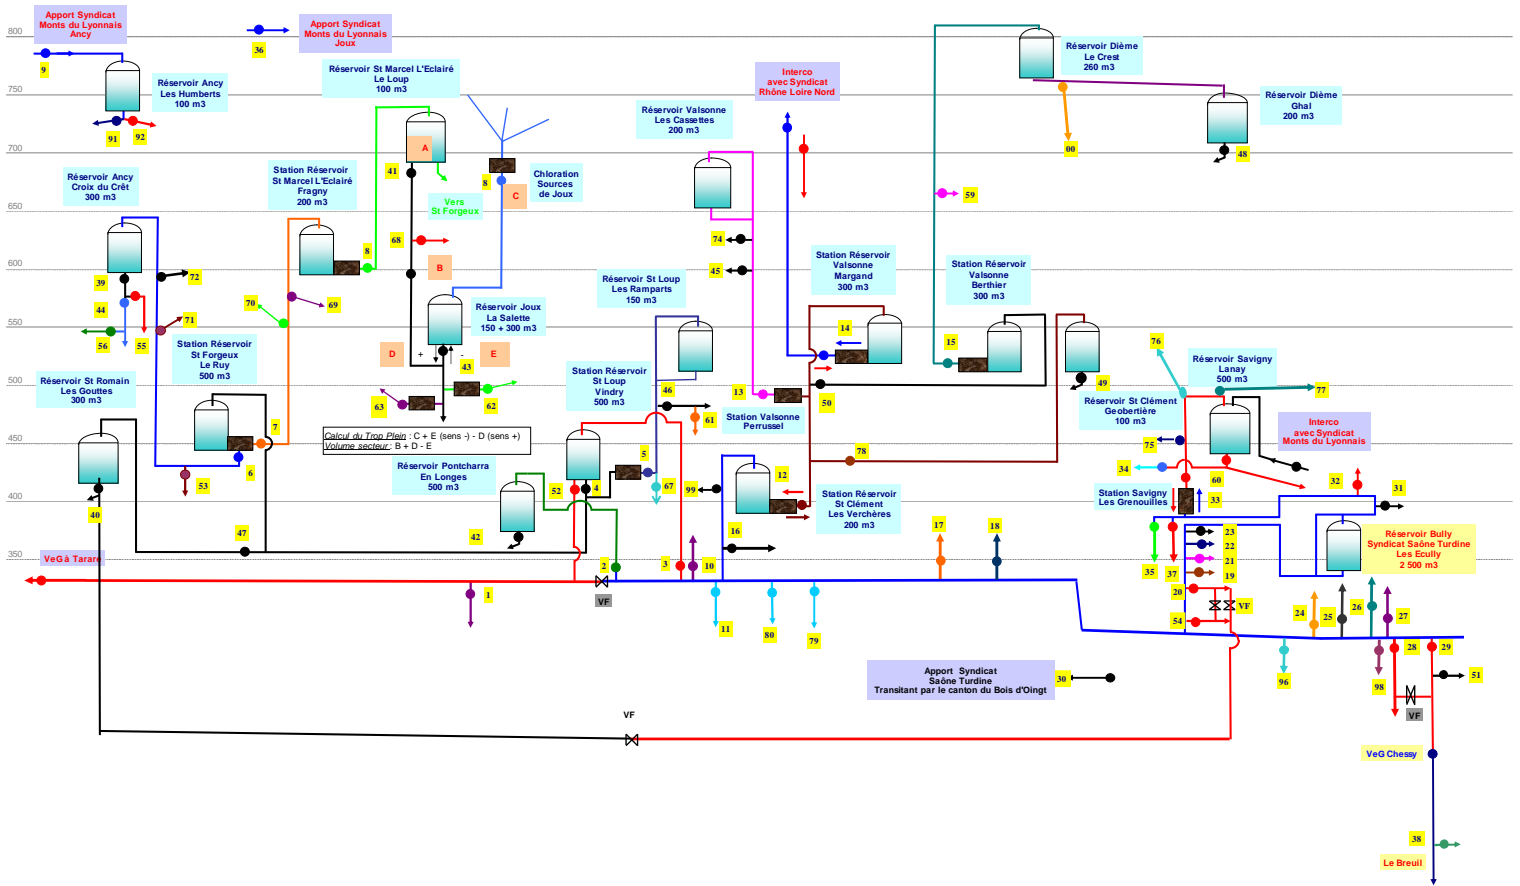 Apport Syndicat
Monts du Lyonnais
Ancy
36
Apport Syndicat
Monts du Lyonnais
Joux
800
9
Réservoir Ancy
Les Humberts
100 m3
91
92
Réservoir St Marcel L'Eclairé
Le Loup
100 m3
A
41
8
Chloration
Sources
de Joux
C
Vers
St Forgeux
Interco
avec Syndicat
Rhône Loire Nord
Réservoir Valsonne
Les Cassettes
200 m3
Réservoir Dième
Le Crest
260 m3
Réservoir Dième
Ghal
200 m3
00
48
59
750
700
650
600
550
500
450
400
350
Réservoir Ancy
Croix du Crêt
300 m3
Station Réservoir
St Marcel L'Eclairé
Fragny
200 m3
8
68
B
39
44
72
71
56
55
70
69
Station Réservoir
St Forgeux
Le Ruy
500 m3
Réservoir Joux
La Salette
150 + 300 m3
D
+
-
E
43
63
62
Calcul du Trop Plein : C + E (sens -) - D (sens +)
Volume secteur : B + D - E
74
45
Réservoir St Loup
Les Ramparts
150 m3
Station Réservoir
Valsonne
Margand
300 m3
14
Station Réservoir
Valsonne
Berthier
300 m3
15
Station Réservoir
St Loup
Vindry
500 m3
46
61
13
50
Station Valsonne
Perrussel
49
76
Réservoir Savigny
Lanay
500 m3
77
Réservoir St Clément
Geobertière
100 m3
Interco
avec Syndicat
Monts du Lyonnais
Réservoir St Romain
Les Gouttes
300 m3
7
6
53
40
47
Réservoir Pontcharra
En Longes
500 m3
42
52
4
5
67
99
12
78
Station Réservoir
St Clément
Les Verchères
200 m3
16
75
34
60
Station Savigny
Les Grenouilles
33
32
31
Réservoir Bully
Syndicat Saône Turdine
Les Ecully
2 500 m3
VeG à Tarare
1
2
VF
3
10
11
80
79
17
18
35
37
23
22
21
19
20
54
VF
24
25
26
27
96
98
28
29
51
VF
Apport Syndicat
Saône Turdine
Transitant par le canton du Bois d'Oingt
30
VF
VeG Chessy
38
Le Breuil